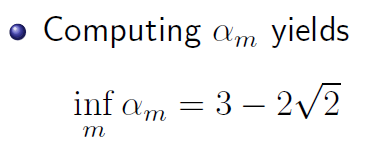 • Computing αₘ yields
inf αₘ = 3 − 2√2
m